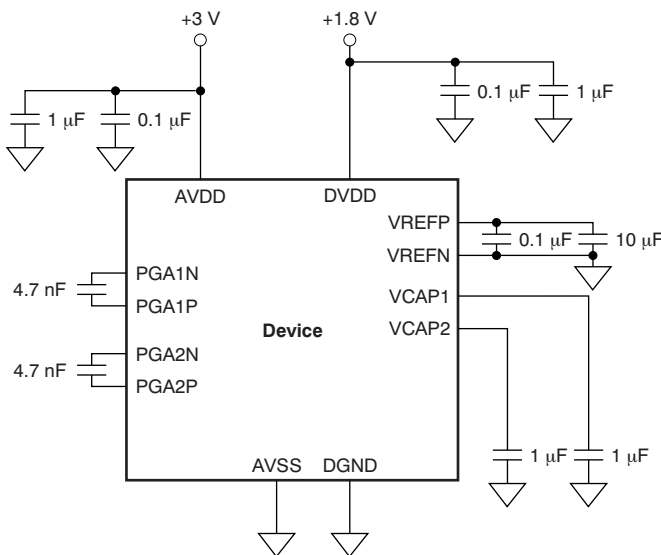 +3 V
+1.8 V
1 μF
0.1 μF
0.1 μF
1 μF
AVDD
DVDD
VREFP
0.1 μF
10 μF
VREFN
PGA1N
4.7 nF
PGA1P
VCAP1
Device
VCAP2
PGA2N
4.7 nF
PGA2P
1 μF
1 μF
AVSS
DGND